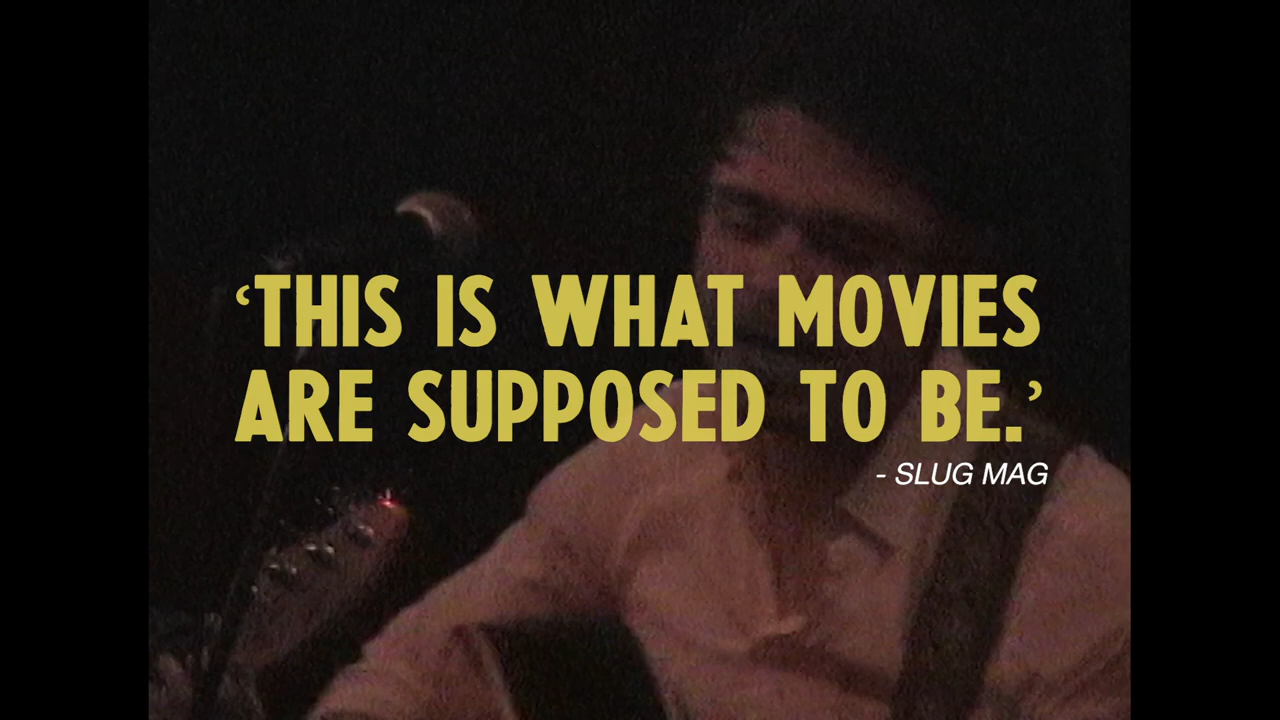 ‘THIS IS WHAT MOVIES
ARE SUPPOSED TO BE.’
- SLUG MAG